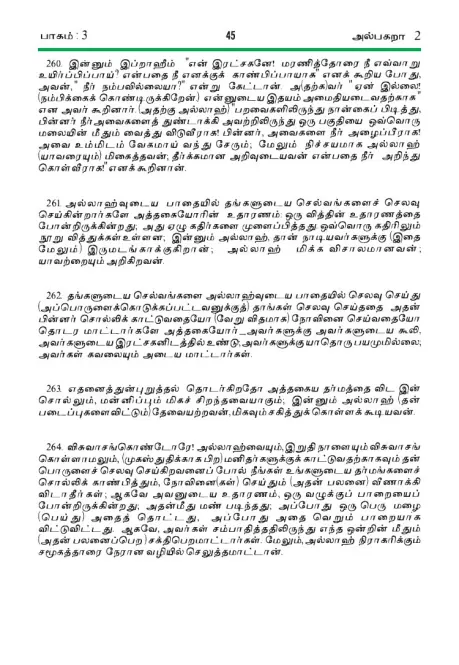 பாகம் : 3 45 அல்பகறா 2
260. இன்னும் இப்றாஹீம் "என் இரட்சகனே! மரணித்தோரை நீ எவ்வாறு
உயிர்ப்பிப்பாய்? என்பதை நீ எனக்குக் காண்பிப்பாயாக" எனக் கூறிய போது,
அவன்," நீர் நம்பவில்லையா?" என்று கேட்டான். அ(தற்க)வர் "ஏன் இல்லை!
(நம்பிக்கைக் கொண்டிருக்கிறேன்) என்னுடைய இதயம் அமைதியடைவதற்காக"
என அவர் கூறினார். (அதற்கு அல்லாஹ்)" பறவைகளிலிருந்து நான்கைப் பிடித்து,
பின்னர் நீர் அவைகளைத் துண்டாக்கி அவற்றிலிருந்து ஒரு பகுதியை ஒவ்வொரு
மலையின் மீதும் வைத்து விடுவீராக! பின்னர், அவைகளை நீர் அழைப்பீராக!
அவை உம்மிடம் வேகமாய் வந்து சேரும்; மேலும் நிச்சயமாக அல்லாஹ்
(யாவரையும்) மிகைத்தவன்; தீர்க்கமான அறிவுடையவன் என்பதை நீர் அறிந்து
கொள்வீராக!" எனக் கூறினான்.
261. அல்லாஹ்வுடைய பாதையில் தங்களுடைய செல்வங்களைச் செலவு
செய்கின்றார்களே அத்தகையோரின் உதாரணம்: ஒரு வித்தின் உதாரணத்தை
போன்றிருக்கின்றது; அது ஏழு கதிர்களை முளைப்பித்தது. ஒவ்வொரு கதிரிலும்
நூறு வித்துக்கள் உள்ளன; இன்னும் அல்லாஹ், தான் நாடியவர்களுக்கு (இதை
மேலும்) இருமடங்காக்குகிறான்; அல்லாஹ் மிக்க விசாலமானவன்;
யாவற்றையும் அறிகிறவன்.
262. தங்களுடைய செல்வங்களை அல்லாஹ்வுடைய பாதையில் செலவு செய்து
(அப்பொருளைக்கொடுக்கப்பட்டவனுக்குத்) தாங்கள் செலவு செய்ததை அதன்
பின்னர் சொல்லிக் காட்டுவதையோ (வேறு விதமாக) நோவினை செய்வதையோ
தொடர மாட்டார்களே அத்தகையோர்_அவர்களுக்கு அவர்களுடைய கூலி,
அவர்களுடைய இரட்சகனிடத்தில் உண்டு; அவர்களுக்கு யாதொரு பயமுமில்லை;
அவர்கள் கவலையும் அடைய மாட்டார்கள்.
263. எதனைத்துன்புறுத்தல் தொடர்கிறதோ அத்தகைய தர்மத்தை விட இன்
சொல்லும், மன்னிப்பும் மிகச் சிறந்தவையாகும்; இன்னும் அல்லாஹ் (தன்
படைப்புகளைவிட்டும்) தேவையற்றவன், மிகவும் சகித்துக் கொள்ளக் கூடியவன்.
264. விசுவாசங்கொண்டோரே! அல்லாஹ்வையும், இறுதி நாளையும் விசுவாசங்
கொள்ளாமலும், (முகஸ்துதிக்காக பிற) மனிதர்களுக்குக் காட்டுவதற்காகவும் தன்
பொருளைச் செலவு செய்கிறவனைப் போல் நீங்கள் உங்களுடைய தர்மங்களைச்
சொல்லிக் காண்பித்தும், நோவினை(கள்) செய்தும் (அதன் பலனை) வீணாக்கி
விடாதீர்கள்; ஆகவே அவனுடைய உதாரணம், ஒரு வழுக்குப் பாறையைப்
போன்றிருக்கின்றது; அதன்மீது மண் படிந்தது; அப்போது ஒரு பெரு மழை
(பெய்து) அதைத் தொட்டது, அப்போது அதை வெறும் பாறையாக
விட்டுவிட்டது. ஆகவே, அவர்கள் சம்பாதித்ததிலிருந்து எந்த ஒன்றின் மீதும்
(அதன் பலனைப்பெற) சக்திபெறமாட்டார்கள். மேலும், அல்லாஹ் நிராகரிக்கும்
சமூகத்தாரை நேரான வழியில் செலுத்தமாட்டான்.